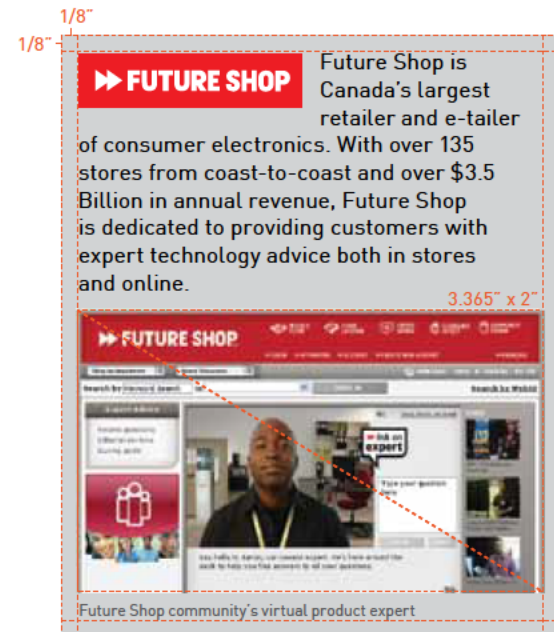 1/8"
1/8"
FUTURE SHOP
Future Shop is
Canada's largest
retailer and e-tailer
of consumer electronics. With over 135
stores from coast-to-coast and over $3.5
Billion in annual revenue, Future Shop
is dedicated to providing customers with
expert technology advice both in stores
and online.
3.365" x 2"
FUTURE SHOP
Search by Keyword Search
Search by WebID
ask an
expert
Type your question
here
Future Shop community's virtual product expert